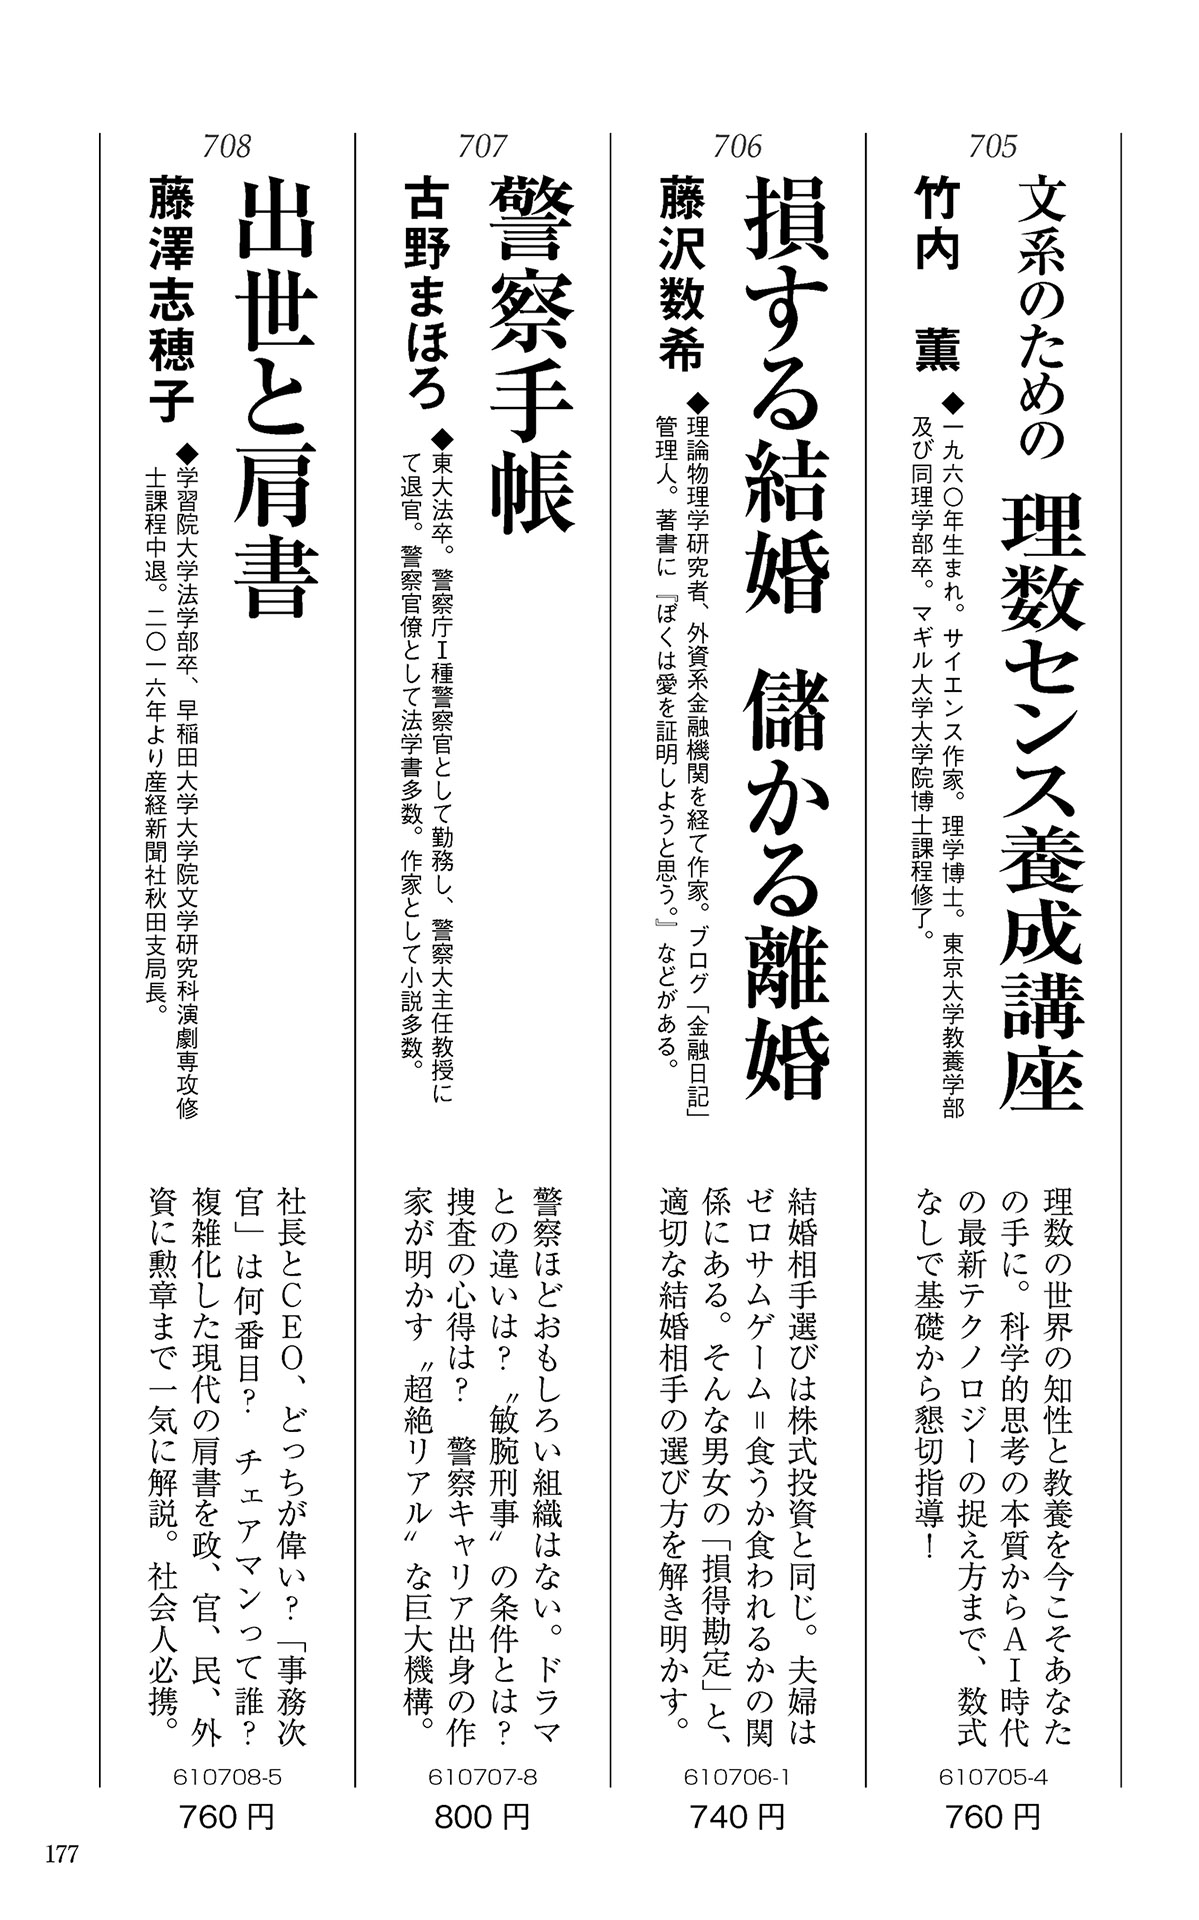 705
文系のための 理数センス養成講座
竹内 薫
◆一九六〇年生まれ。サイエンス作家。理学博士。東京大学教養学部
及び同理学部卒。マギル大学大学院博士課程修了。
理数の世界の知性と教養を今こそあなた
の手に。科学的思考の本質からAI時代
の最新テクノロジーの捉え方まで、数式
なしで基礎から懇切指導！
610705-4
760円
706
損する結婚 儲かる離婚
藤沢数希
◆理論物理学研究者、外資系金融機関を経て作家。ブログ「金融日記」
管理人。著書に『ぼくは愛を証明しようと思う。』などがある。
結婚相手選びは株式投資と同じ。夫婦は
ゼロサムゲーム＝食うか食われるかの関
係にある。そんな男女の「損得勘定」と、
適切な結婚相手の選び方を解き明かす。
610706-1
740円
707
警察手帳
古野まほろ
◆東大法卒。警察庁Ⅰ種警察官として勤務し、警察大主任教授に
て退官。警察官僚として法学書多数。作家として小説多数。
警察ほどおもしろい組織はない。ドラマ
との違いは？〝敏腕刑事〟の条件とは？
捜査の心得は？ 警察キャリア出身の作
家が明かす〝超絶リアル〟な巨大機構。
610707-8
800円
708
出世と肩書
藤澤志穂子
◆学習院大学法学部卒、早稲田大学大学院文学研究科演劇専攻修
士課程中退。二〇一六年より産経新聞社秋田支局長。
社長とCEO、どっちが偉い？「事務次
官」は何番目？ チェアマンって誰？
複雑化した現代の肩書を政、官、民、外
資に勲章まで一気に解説。社会人必携。
610708-5
760円
177